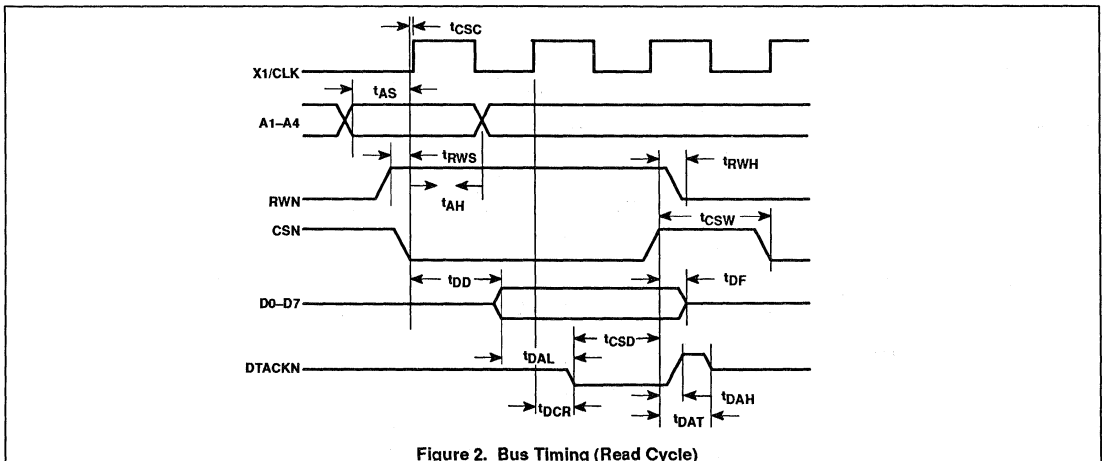 tCSC
X1/CLK
tAS
A1–A4
tRWS
tRWH
RWN
tAH
tCSW
CSN
tDD
tDF
D0–D7
tCSD
tDAL
DTACKN
tDAH
tDCR
tDAT
Figure 2. Bus Timing (Read Cycle)